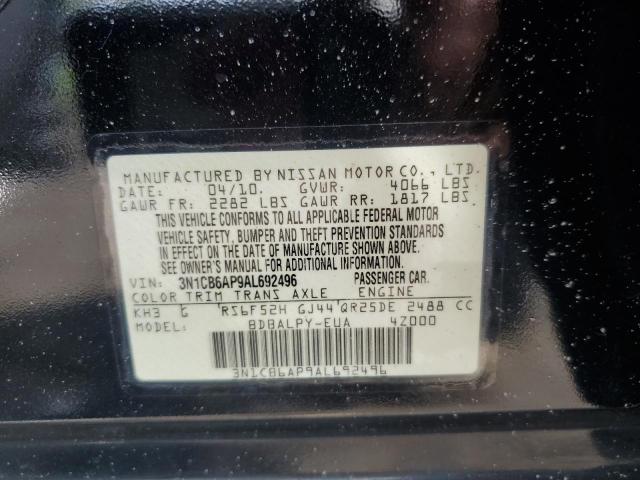 MANUFACTURED BY NISSAN MOTOR CO., LTD.
DATE: 04/10. GVWR: 4066 LBS
GAWR FR: 2282 LBS GAWR RR: 1817 LBS
THIS VEHICLE CONFORMS TO ALL APPLICABLE FEDERAL MOTOR
VEHICLE SAFETY, BUMPER AND THEFT PREVENTION STANDARDS
IN EFFECT ON THE DATE OF MANUFACTURE SHOWN ABOVE.
SEE OWNER'S MANUAL FOR ADDITIONAL INFORMATION.
VIN: 3N1CB6AP9AL692496 PASSENGER CAR.
COLOR TRIM TRANS AXLE ENGINE
KH3 G RS6F52H GJ44 QR25DE 2488 CC
MODEL: BDBALPY-EUA 4Z000
3N1CB6AP9AL692496